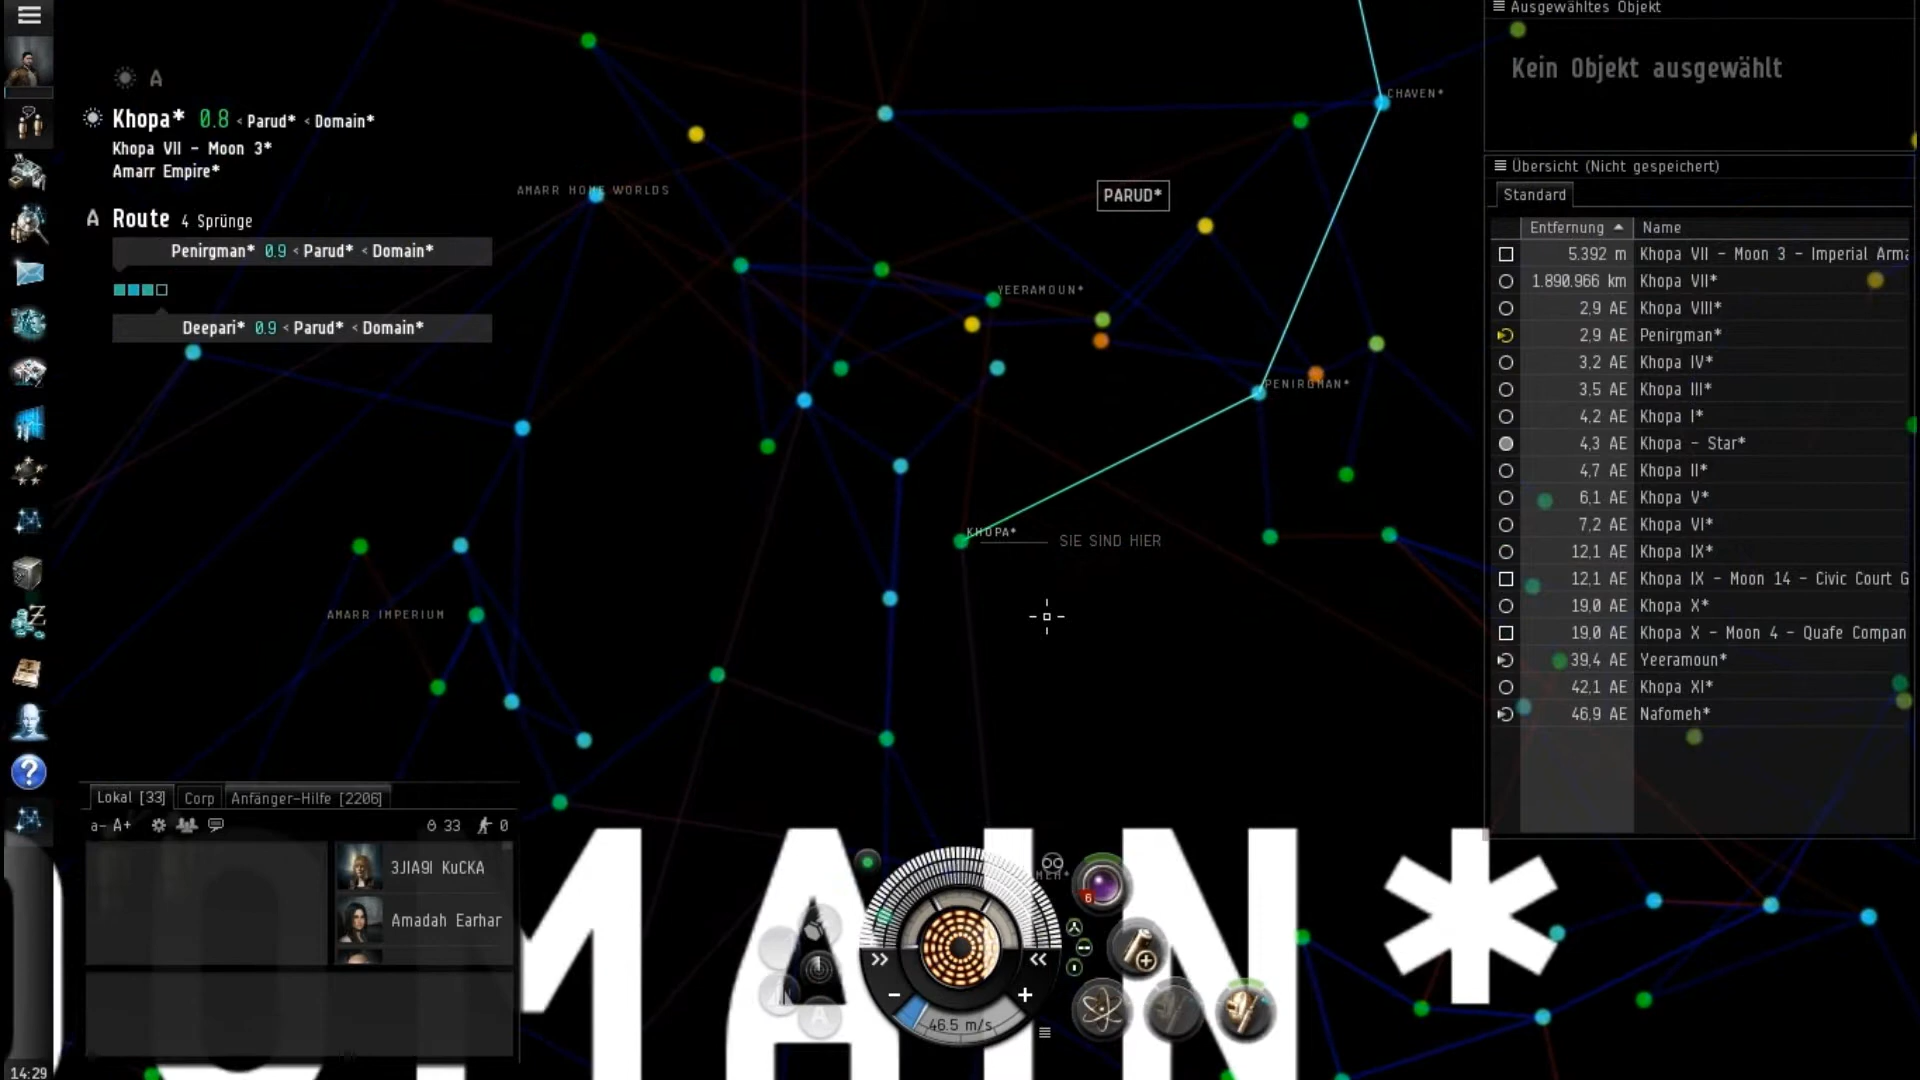 A
Khopa* 0.8 < Parud* < Domain*
Khopa VII - Moon 3*
Amarr Empire*
A Route 4 Sprünge
Penirgman* 0.9 < Parud* < Domain*
Deepari* 0.9 < Parud* < Domain*
CHAVEN*
AMARR HOME WORLDS
PARUD*
YEERAMOUN*
PENIRGMAN*
KHOPA*
SIE SIND HIER
AMARR IMPERIUM
DOMAIN*
Ausgewähltes Objekt
Kein Objekt ausgewählt
Übersicht (Nicht gespeichert)
Standard
Entfernung Name
5.392 m Khopa VII - Moon 3 - Imperial Arma
1.890.966 km Khopa VII*
2,9 AE Khopa VIII*
2,9 AE Penirgman*
3,2 AE Khopa IV*
3,5 AE Khopa III*
4,2 AE Khopa I*
4,3 AE Khopa - Star*
4,7 AE Khopa II*
6,1 AE Khopa V*
7,2 AE Khopa VI*
12,1 AE Khopa IX*
12,1 AE Khopa IX - Moon 14 - Civic Court G
19,0 AE Khopa X*
19,0 AE Khopa X - Moon 4 - Quafe Compan
39,4 AE Yeeramoun*
42,1 AE Khopa XI*
46,9 AE Nafomeh*
Lokal [33] Corp Anfänger-Hilfe [2206]
a- A+ 33 0
3JIA9I KuCKA
Amadah Earhar
6
A
46.5 m/s
14:29